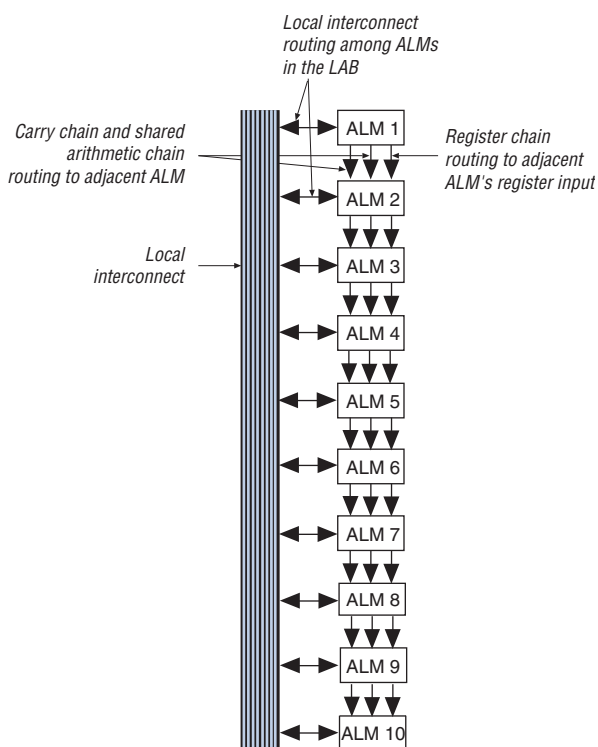 Local interconnect
routing among ALMs
in the LAB
Carry chain and shared
arithmetic chain
routing to adjacent ALM
Register chain
routing to adjacent
ALM's register input
Local
interconnect
ALM 1
ALM 2
ALM 3
ALM 4
ALM 5
ALM 6
ALM 7
ALM 8
ALM 9
ALM 10